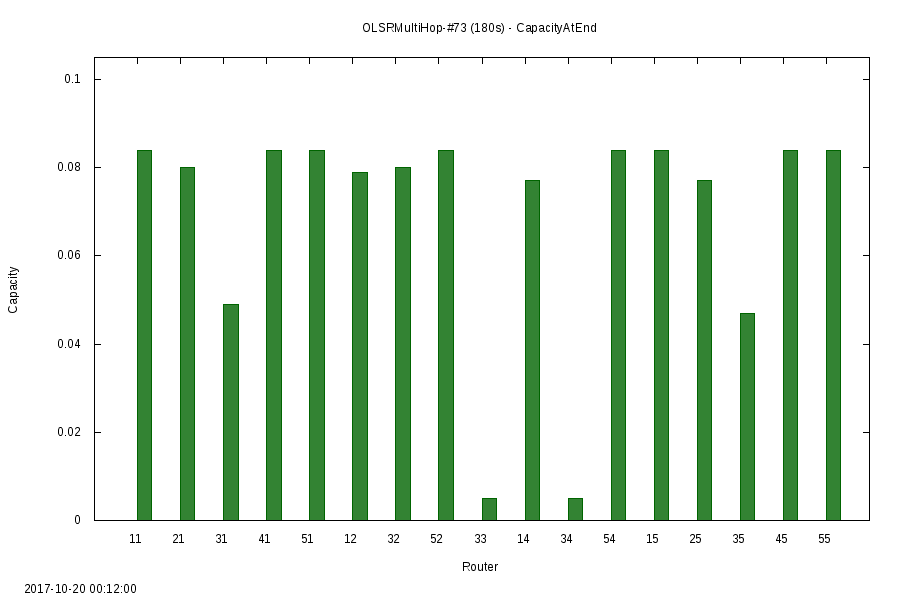 OLSRMultiHop-#73 (180s) - CapacityAtEnd
0.1
0.08
0.06
0.04
0.02
0
Capacity
11 21 31 41 51 12 32 52 33 14 34 54 15 25 35 45 55
Router
2017-10-20 00:12:00